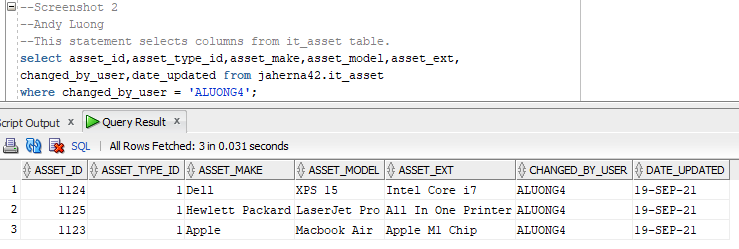 --Screenshot 2
--Andy Luong
--This statement selects columns from it_asset table.
select asset_id,asset_type_id,asset_make,asset_model,asset_ext,
changed_by_user,date_updated from jaherna42.it_asset
where changed_by_user = 'ALUONG4';
Script Output × Query Result ×
SQL | All Rows Fetched: 3 in 0.031 seconds
ASSET_ID ASSET_TYPE_ID ASSET_MAKE ASSET_MODEL ASSET_EXT CHANGED_BY_USER DATE_UPDATED
1 1124 1 Dell XPS 15 Intel Core i7 ALUONG4 19-SEP-21
2 1125 1 Hewlett Packard LaserJet Pro All In One Printer ALUONG4 19-SEP-21
3 1123 1 Apple Macbook Air Apple M1 Chip ALUONG4 19-SEP-21